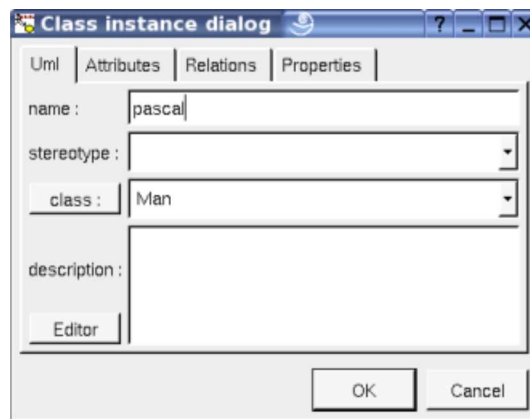 Class instance dialog ? _ □ X
Uml Attributes Relations Properties
name : pascal
stereotype :
class : Man
description :
Editor
OK Cancel